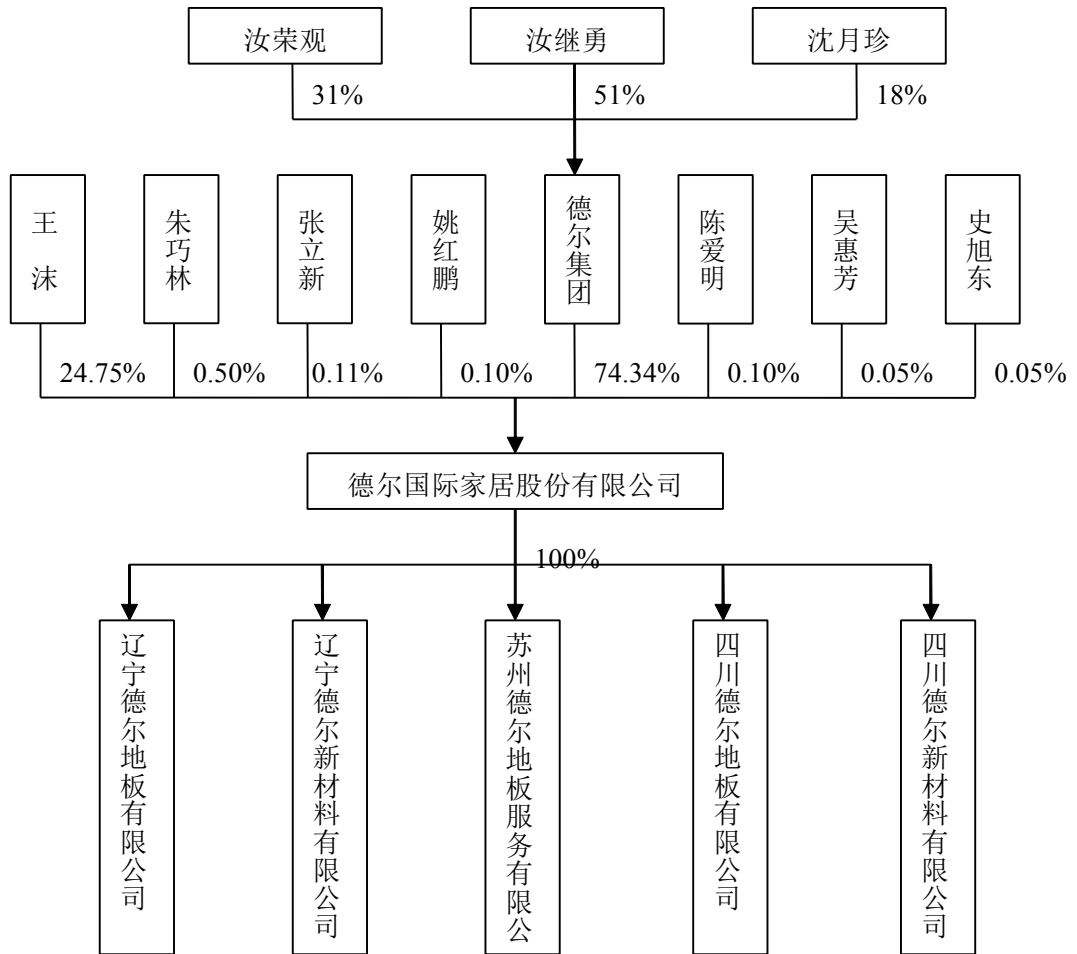 汝荣观
汝继勇
沈月珍
31%
51%
18%
王沫
朱巧林
张立新
姚红鹏
德尔集团
陈爱明
吴惠芳
史旭东
24.75%
0.50%
0.11%
0.10%
74.34%
0.10%
0.05%
0.05%
德尔国际家居股份有限公司
100%
辽宁德尔地板有限公司
辽宁德尔新材料有限公司
苏州德尔地板服务有限公
四川德尔地板有限公司
四川德尔新材料有限公司